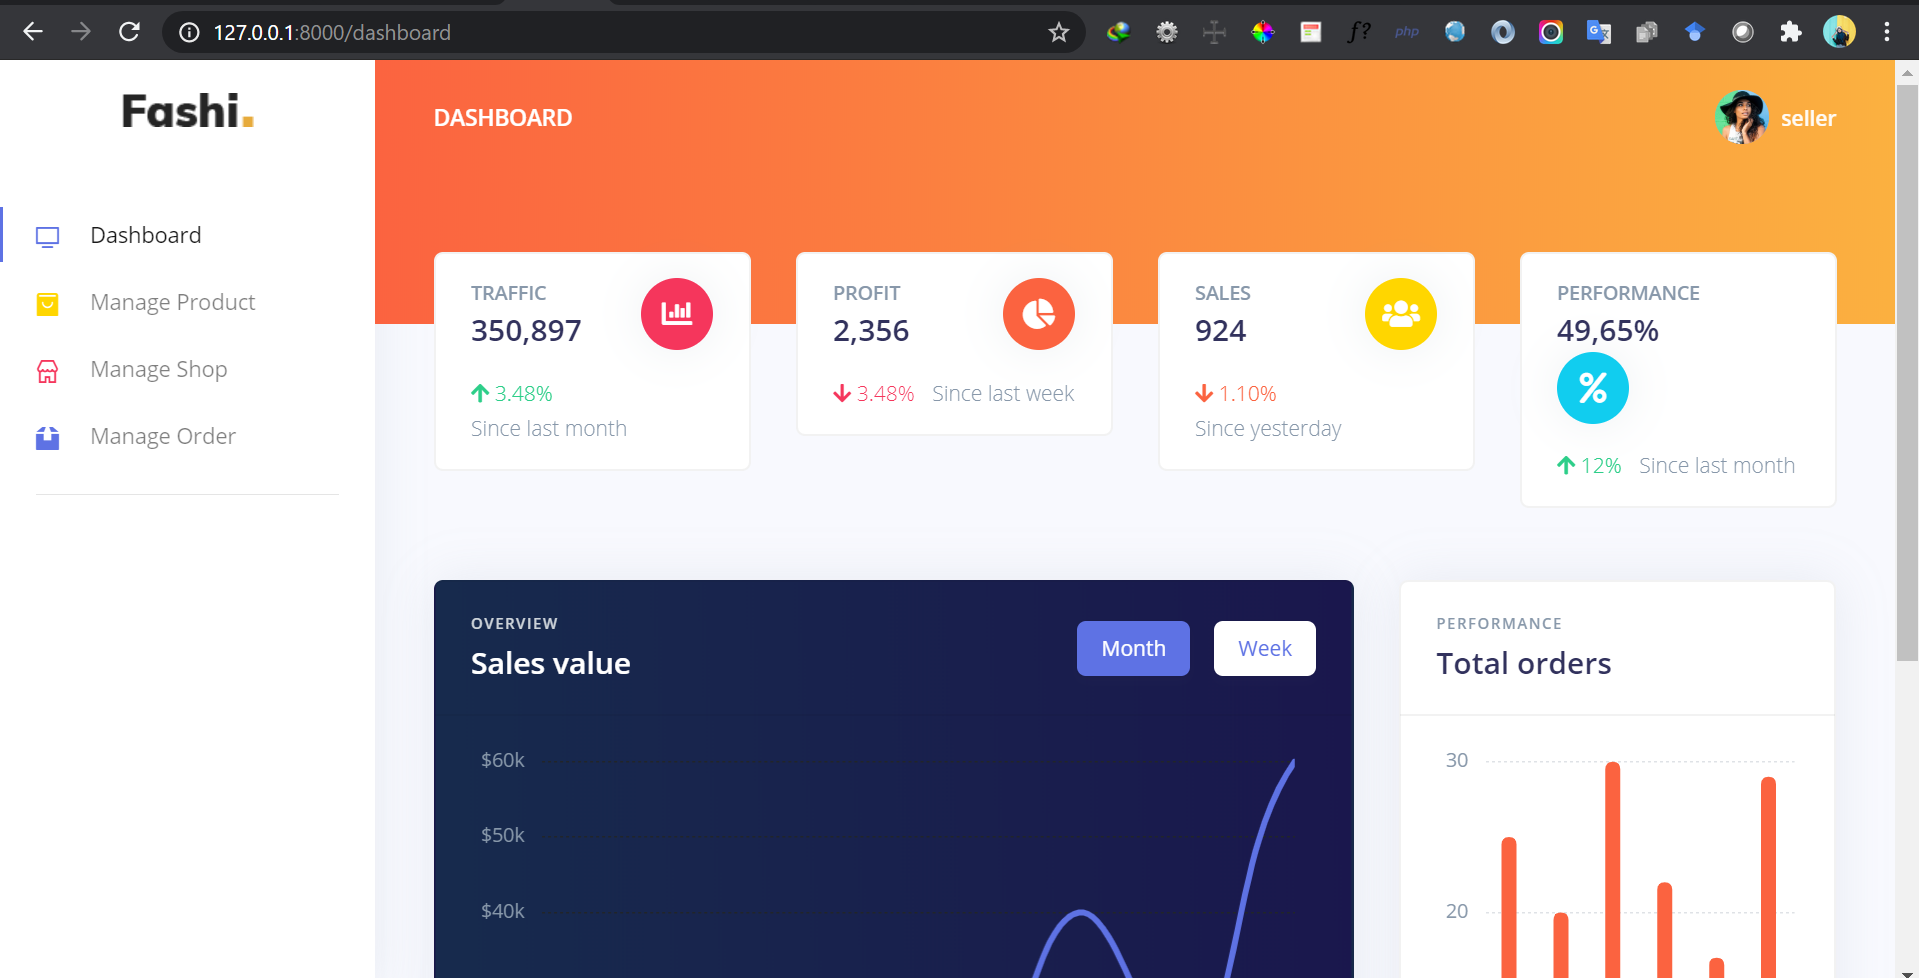 127.0.0.1:8000/dashboard
f?
php
Fashi.
DASHBOARD
seller
Dashboard
Manage Product
Manage Shop
Manage Order
TRAFFIC
350,897
3.48%
Since last month
PROFIT
2,356
3.48% Since last week
SALES
924
1.10%
Since yesterday
PERFORMANCE
49,65%
%
12% Since last month
OVERVIEW
Sales value
Month
Week
$60k
$50k
$40k
PERFORMANCE
Total orders
30
20